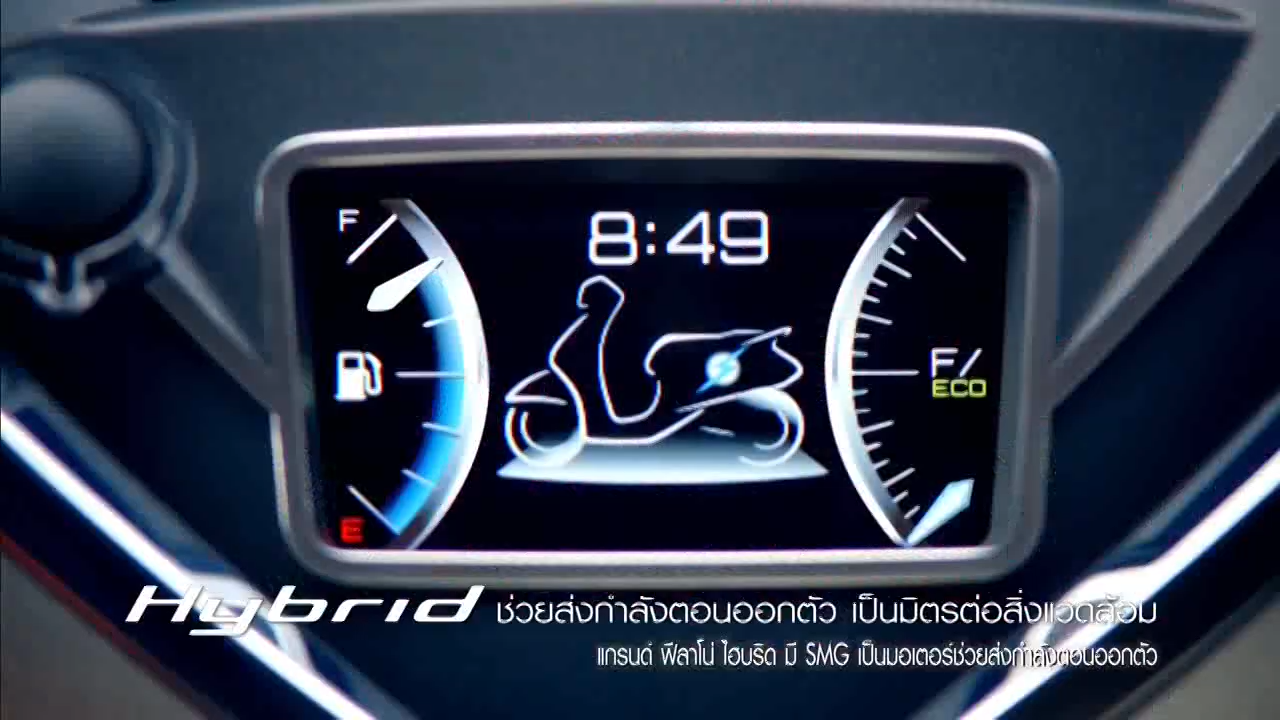 8:49
F
F/
ECO
E
Hybrid ช่วยส่งกำลังตอนออกตัว เป็นมิตรต่อสิ่งแวดล้อม
แกรนด์ ฟีลาโน่ ไฮบริด มี SMG เป็นมอเตอร์ช่วยส่งกำลังตอนออกตัว